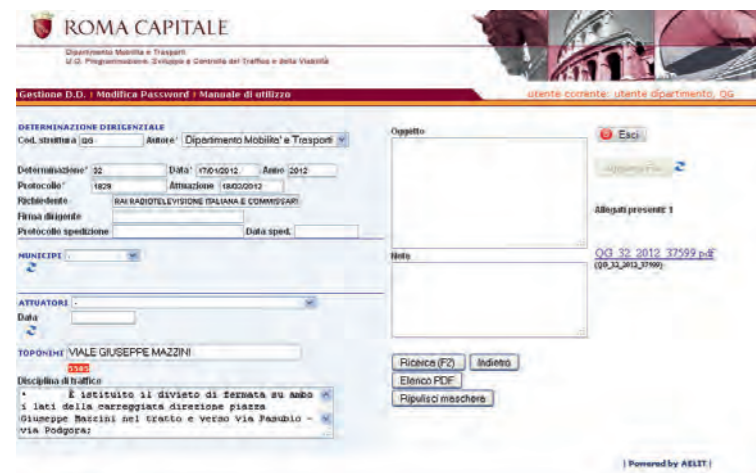 ROMA CAPITALE
Dipartimento Mobilità e Trasporti
U.O. Programmazione, Sviluppo e Controllo del Traffico e della Viabilità
Gestione D.D. | Modifica Password | Manuale di utilizzo
utente corrente: utente dipartimento, QG
DETERMINAZIONE DIRIGENZIALE
Cod. struttura QG Autore* Dipartimento Mobilita' e Trasporti
Determinazione* 32 Data* 17/01/2012 Anno 2012
Protocollo* 1829 Attuazione 18/02/2012
Richiedente RAI RADIOTELEVISIONE ITALIANA E COMMISSARI
Firma dirigente
Protocollo spedizione Data sped.
MUNICIPI -
ATTUATORI -
Data
TOPONIMI VIALE GIUSEPPE MAZZINI
5505
Disciplina di traffico
• È istituito il divieto di fermata su ambo
i lati della carreggiata direzione piazza
Giuseppe Mazzini nel tratto e verso via Pasubio -
via Podgora;
Oggetto
Note
Ricerca (F2) Indietro
Elenco PDF
Ripulisci maschera
Esci
Allegati presenti: 1
QG_32_2012_37599.pdf
(QG_32_2012_37599)
| Powered by AELIT |